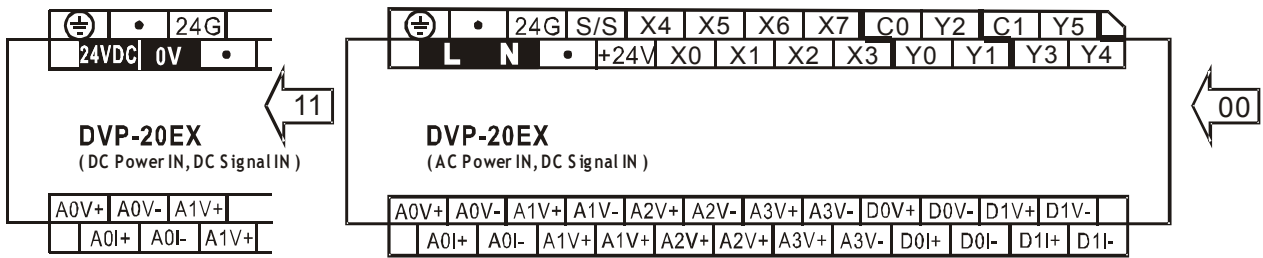 24G
24VDC 0V
11
DVP-20EX
(DC Power IN, DC Signal IN)
A0V+ A0V- A1V+
A0I+ A0I- A1V+
24G S/S X4 X5 X6 X7 C0 Y2 C1 Y5
L N +24V X0 X1 X2 X3 Y0 Y1 Y3 Y4
00
DVP-20EX
(AC Power IN, DC Signal IN)
A0V+ A0V- A1V+ A1V- A2V+ A2V- A3V+ A3V- D0V+ D0V- D1V+ D1V-
A0I+ A0I- A1V+ A1V+ A2V+ A2V+ A3V+ A3V- D0I+ D0I- D1I+ D1I-